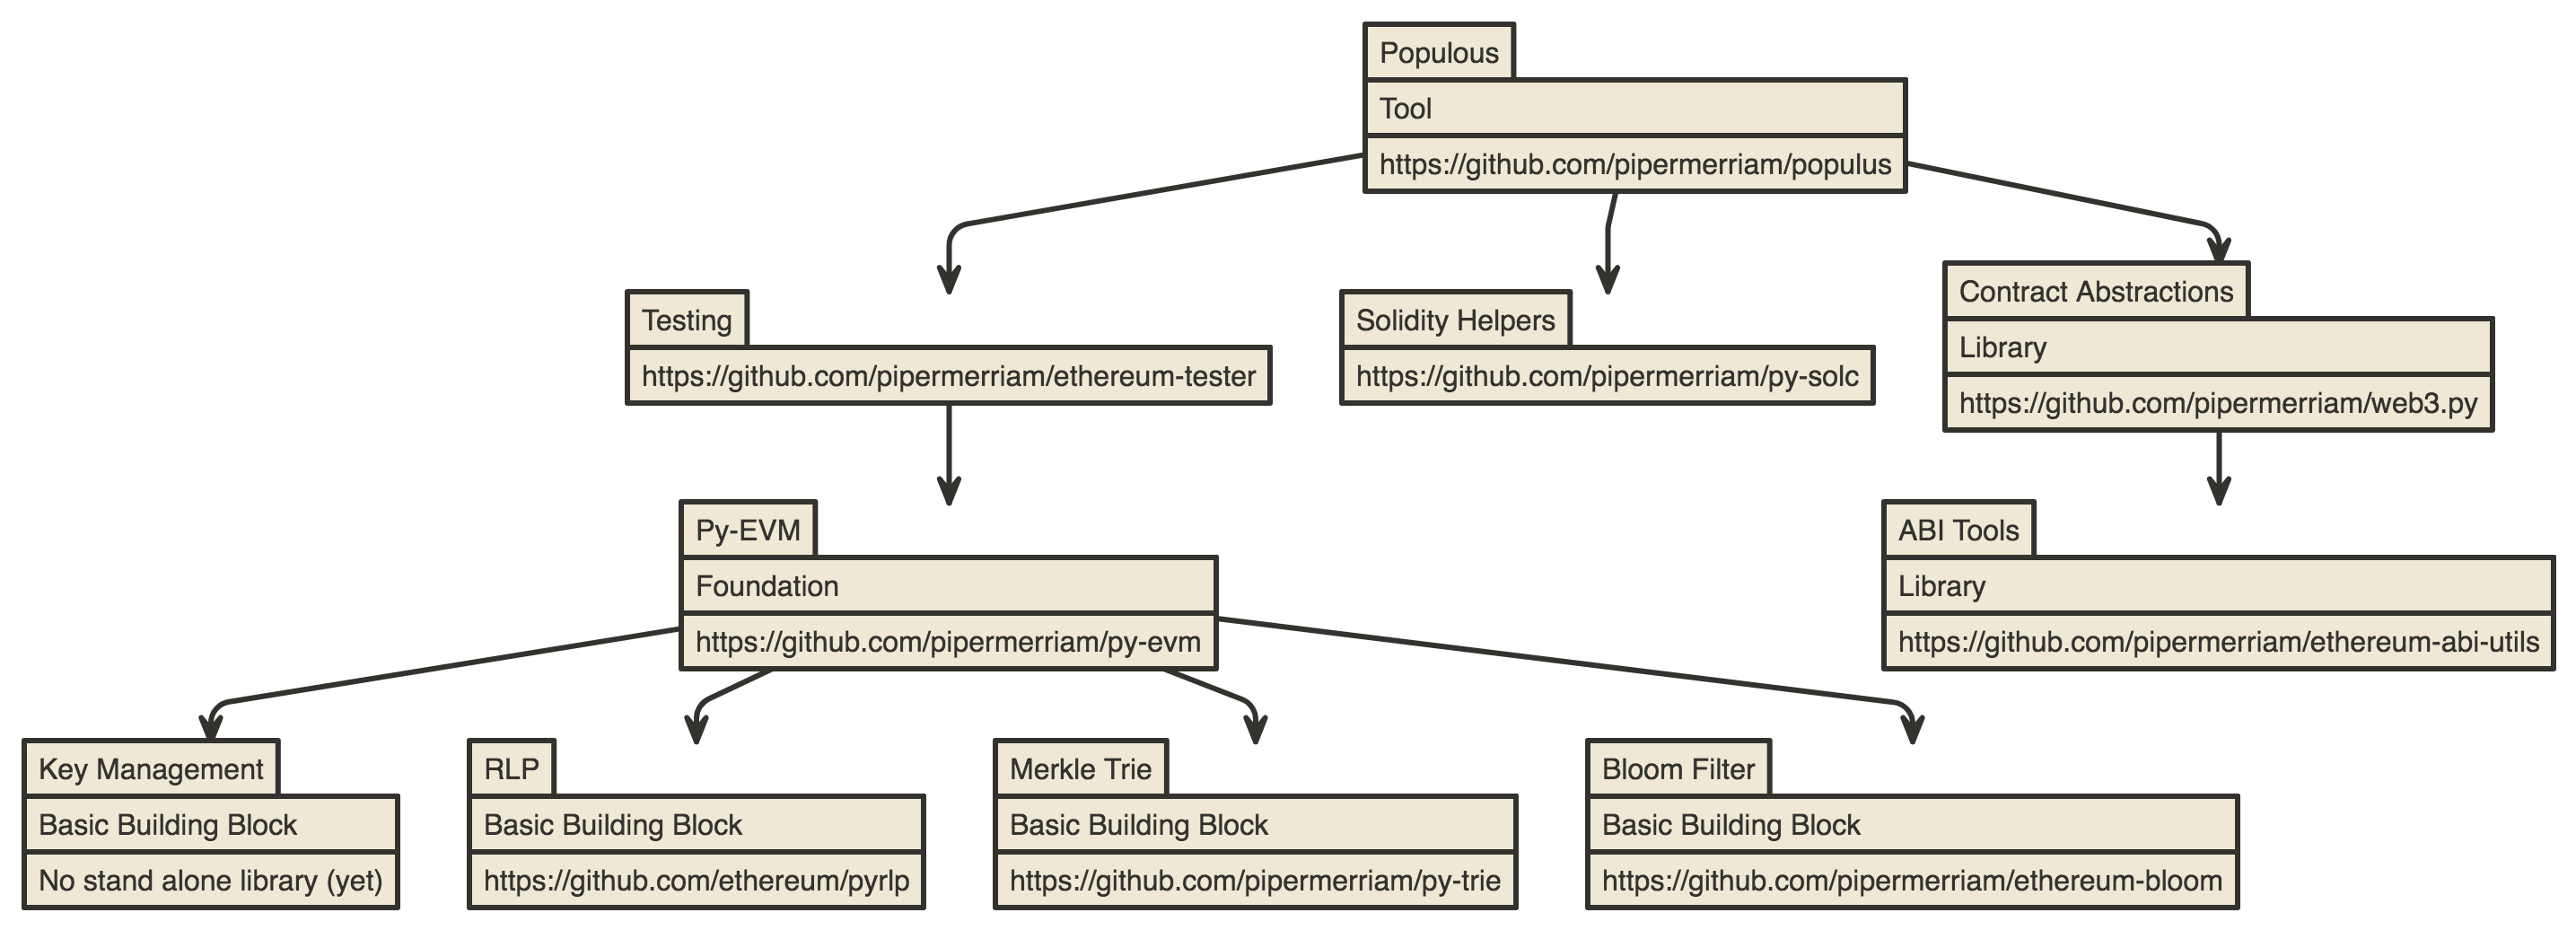 Populous
Tool
https://github.com/pipermerriam/populus
Testing
https://github.com/pipermerriam/ethereum-tester
Solidity Helpers
https://github.com/pipermerriam/py-solc
Contract Abstractions
Library
https://github.com/pipermerriam/web3.py
Py-EVM
Foundation
https://github.com/pipermerriam/py-evm
ABI Tools
Library
https://github.com/pipermerriam/ethereum-abi-utils
Key Management
Basic Building Block
No stand alone library (yet)
RLP
Basic Building Block
https://github.com/ethereum/pyrlp
Merkle Trie
Basic Building Block
https://github.com/pipermerriam/py-trie
Bloom Filter
Basic Building Block
https://github.com/pipermerriam/ethereum-bloom